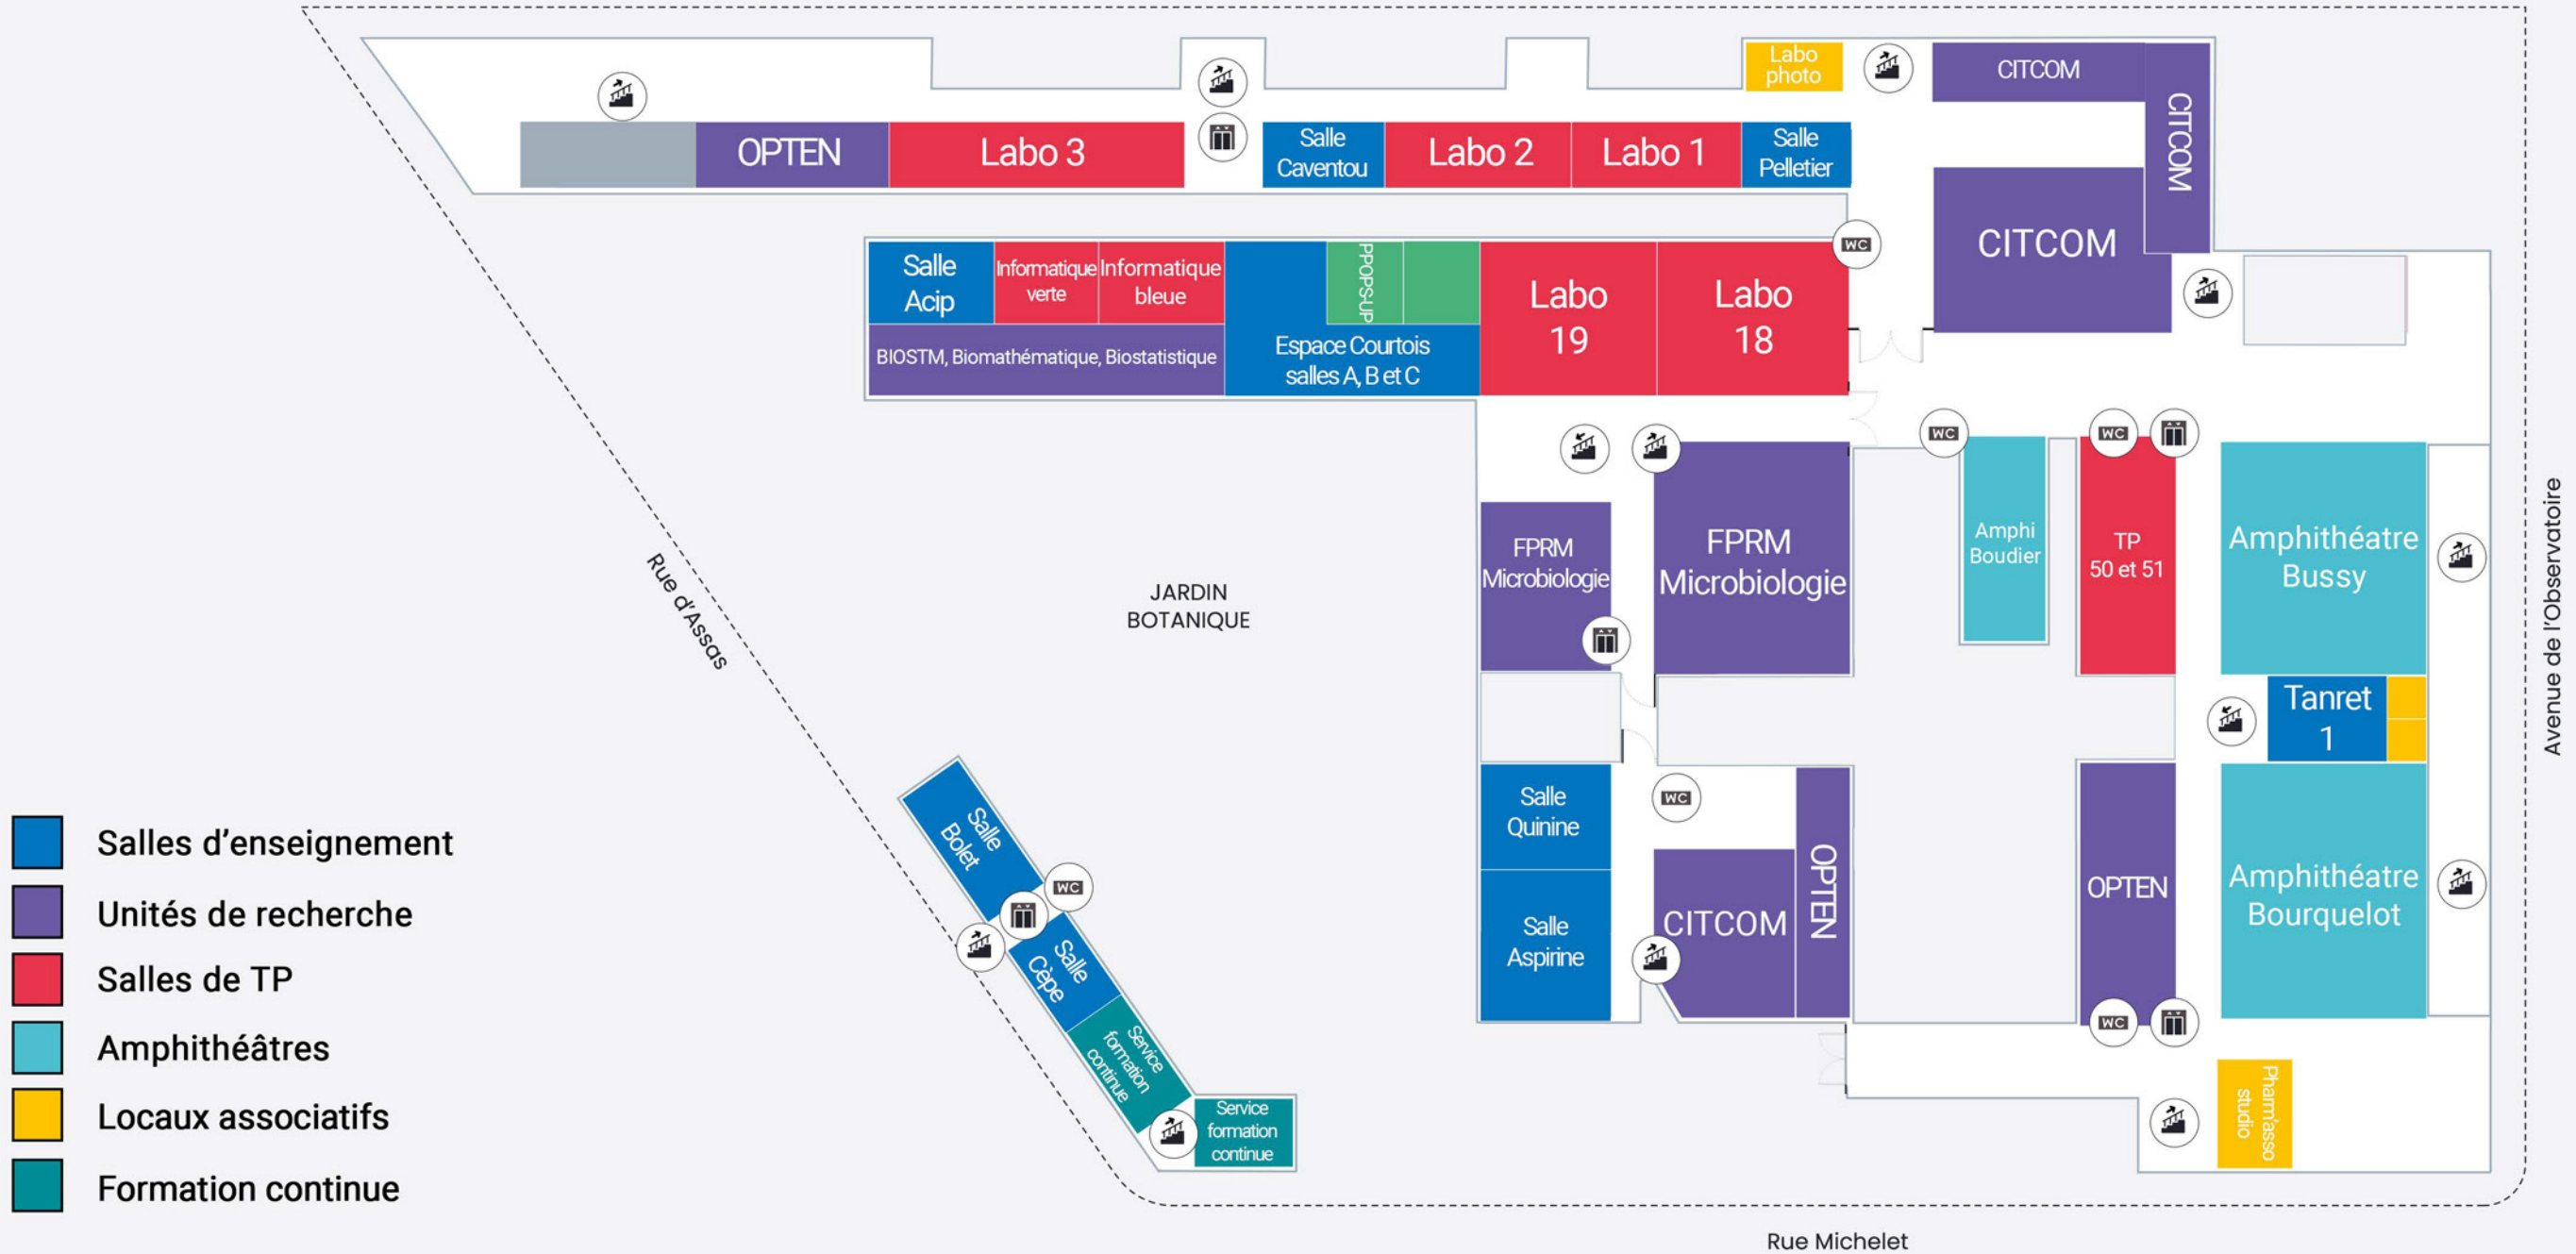 Labo
photo
CITCOM
CITCOM
OPTEN
Labo 3
Salle
Caventou
Labo 2
Labo 1
Salle
Pelletier
CITCOM
WC
Salle
Acip
Informatique
verte
Informatique
bleue
PPOPS-UP
BIOSTM, Biomathématique, Biostatistique
Espace Courtois
salles A, B et C
Labo
19
Labo
18
WC
WC
FPRM
Microbiologie
FPRM
Microbiologie
Amphi
Boudier
TP
50 et 51
Amphithéatre
Bussy
Avenue de l'Observatoire
Rue d'Assas
JARDIN
BOTANIQUE
Tanret
1
Salle
Quinine
WC
Salle
Aspirine
CITCOM
OPTEN
OPTEN
Amphithéatre
Bourquelot
WC
Salle
Bolet
WC
Salle
Cèpe
Service
formation
continue
Service
formation
continue
Pharm'asso
studio
Salles d'enseignement
Unités de recherche
Salles de TP
Amphithéâtres
Locaux associatifs
Formation continue
Rue Michelet